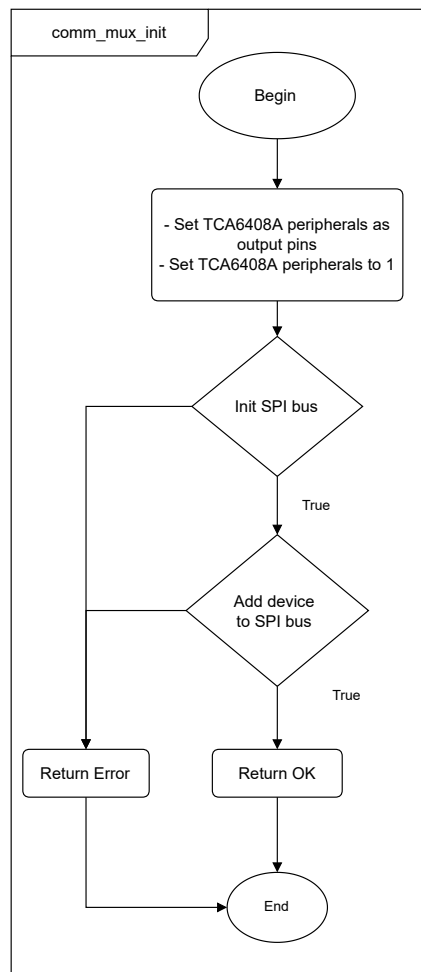 comm_mux_init
Begin
- Set TCA6408A peripherals as
output pins
- Set TCA6408A peripherals to 1
Init SPI bus
True
Add device
to SPI bus
True
Return Error
Return OK
End